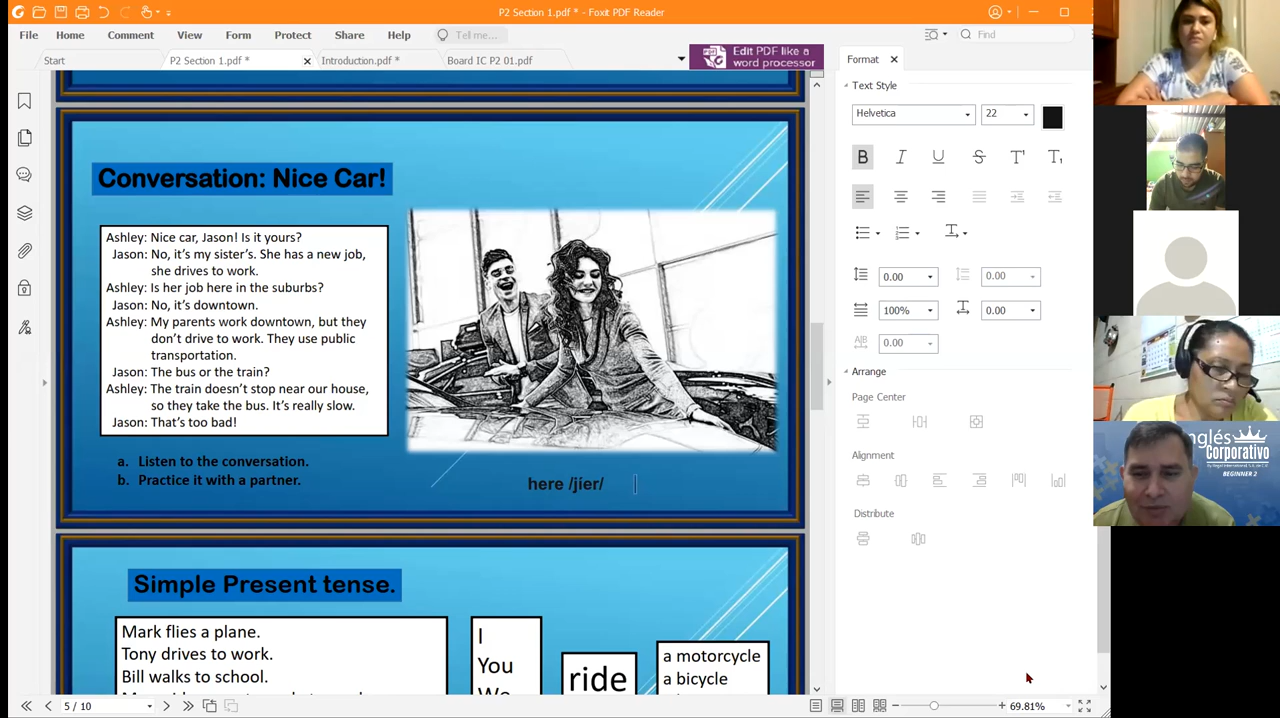 P2 Section 1.pdf * - Foxit PDF Reader
File Home Comment View Form Protect Share Help Tell me... Find
Start P2 Section 1.pdf * Introduction.pdf * Board IC P2 01.pdf
Edit PDF like a
word processor
Conversation: Nice Car!
Ashley: Nice car, Jason! Is it yours?
Jason: No, it's my sister's. She has a new job,
she drives to work.
Ashley: Is her job here in the suburbs?
Jason: No, it's downtown.
Ashley: My parents work downtown, but they
don't drive to work. They use public
transportation.
Jason: The bus or the train?
Ashley: The train doesn't stop near our house,
so they take the bus. It's really slow.
Jason: That's too bad!
a. Listen to the conversation.
b. Practice it with a partner.
here /jíer/
Simple Present tense.
Mark flies a plane.
Tony drives to work.
Bill walks to school.
I
You
We
ride
a motorcycle
a bicycle
Format
Text Style
Helvetica 22
B I U S T T
0.00 0.00
100% 0.00
0.00
Arrange
Page Center
Alignment
Distribute
5 / 10
69.81%
Inglés
Corporativo
BEGINNER 2